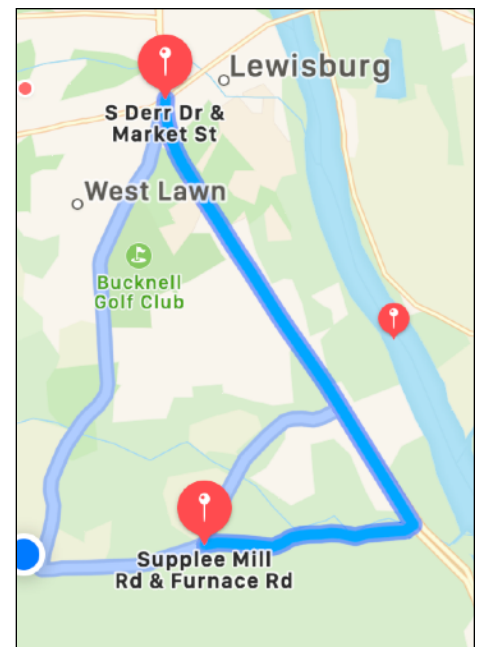 Lewisburg
S Derr Dr &
Market St
West Lawn
Bucknell
Golf Club
Supplee Mill
Rd & Furnace Rd